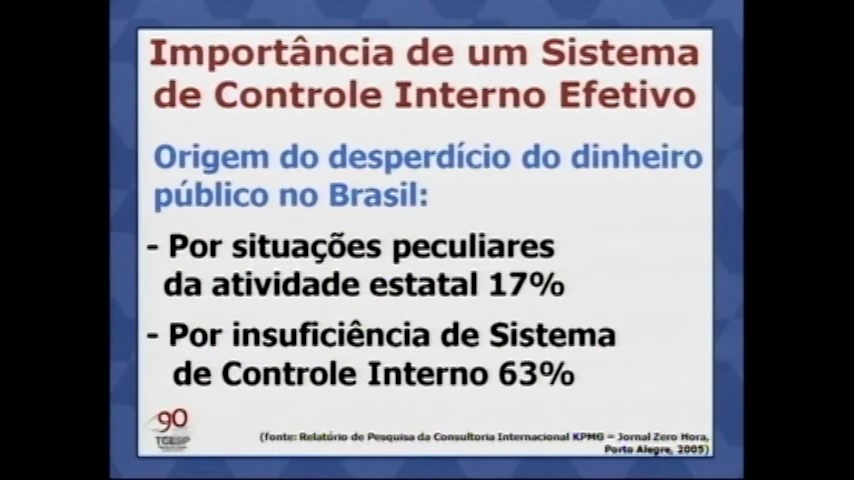 Importância de um Sistema
de Controle Interno Efetivo
Origem do desperdício do dinheiro
público no Brasil:
- Por situações peculiares
da atividade estatal 17%
- Por insuficiência de Sistema
de Controle Interno 63%
90
TCESP
(fonte: Relatório de Pesquisa da Consultoria Internacional KPMG – Jornal Zero Hora,
Porto Alegre, 2005)